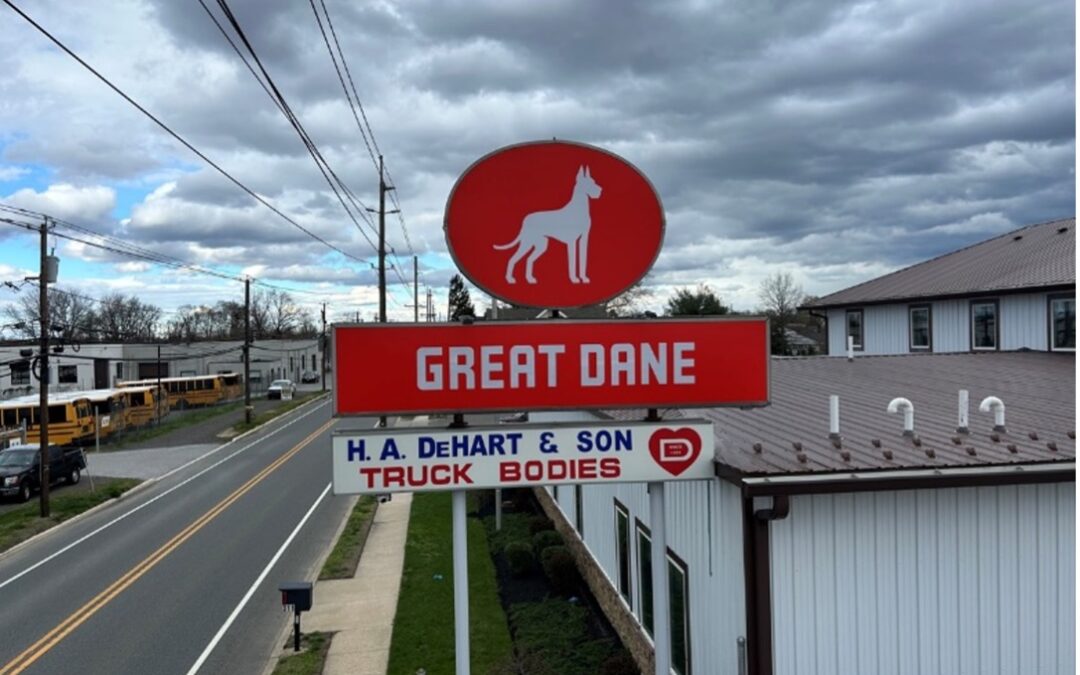 GREAT DANE
H. A. DEHART & SON
TRUCK BODIES
D